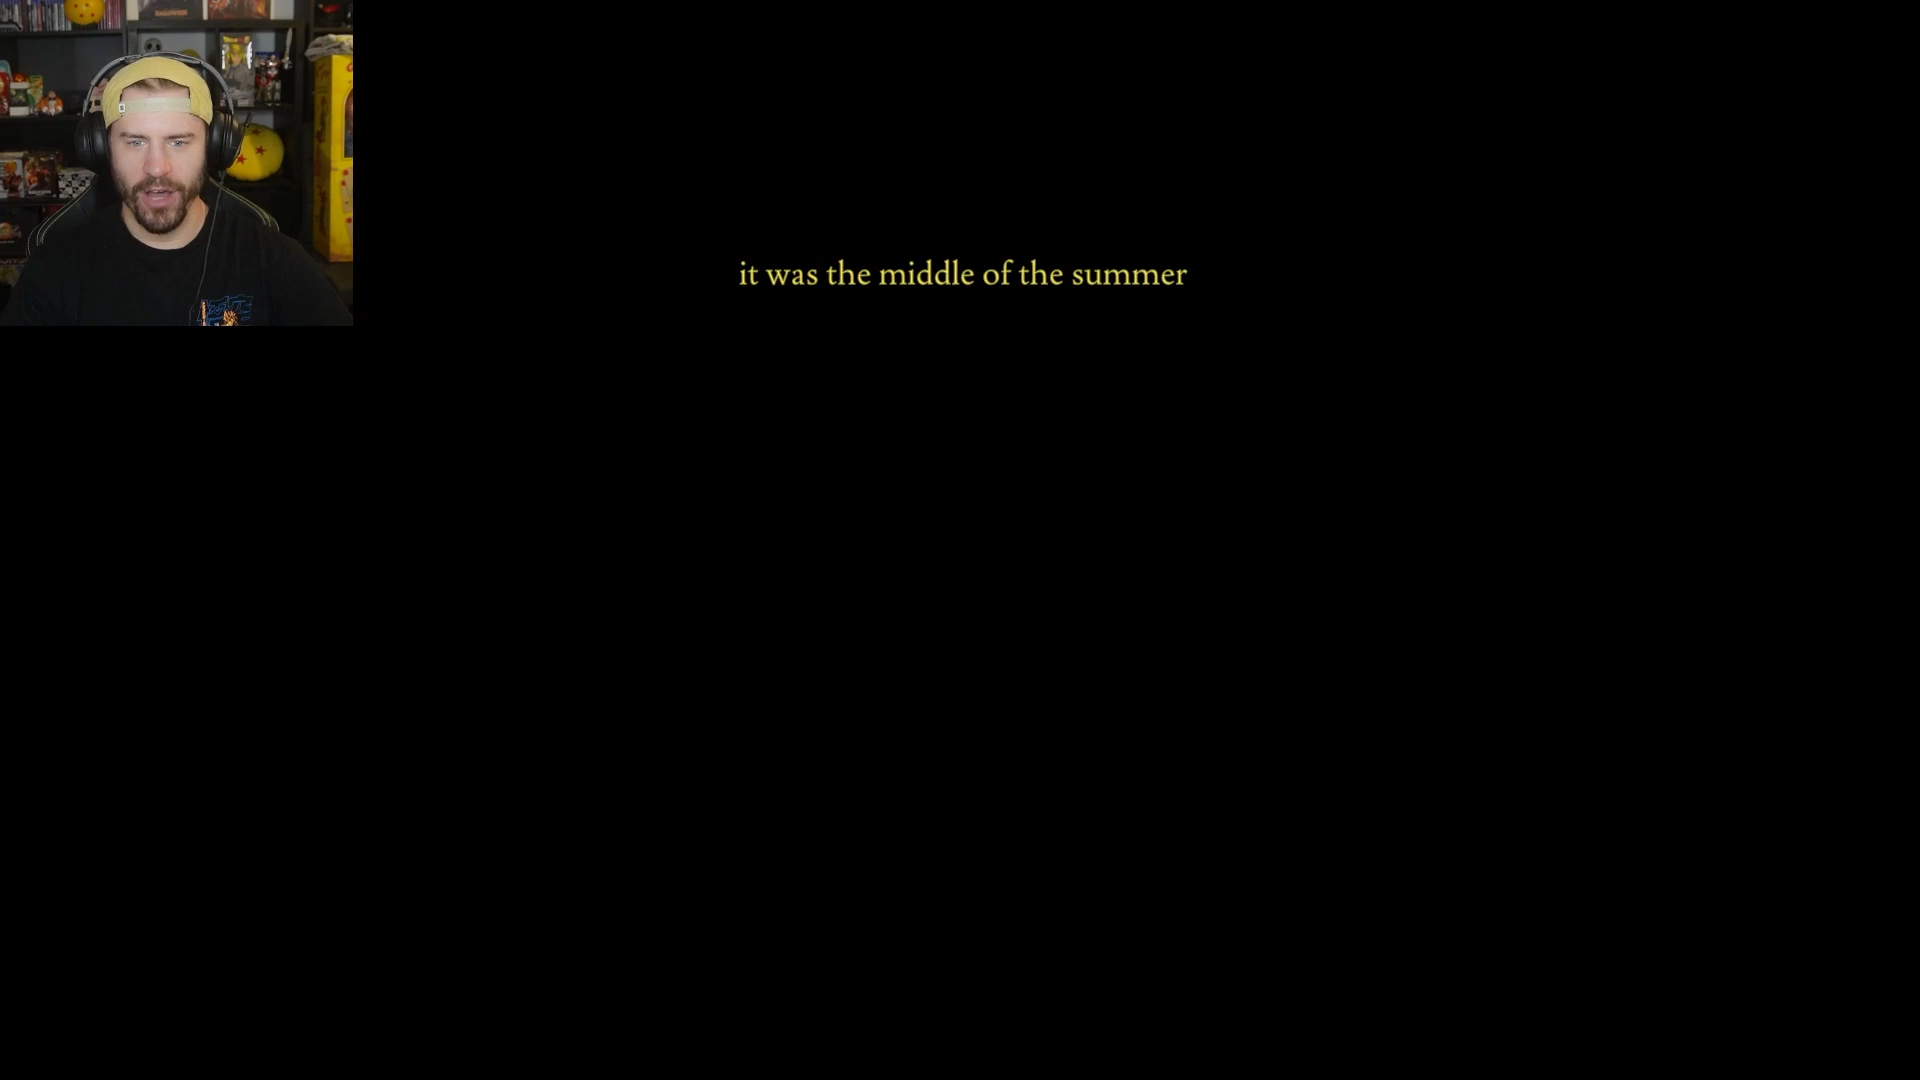 it was the middle of the summer